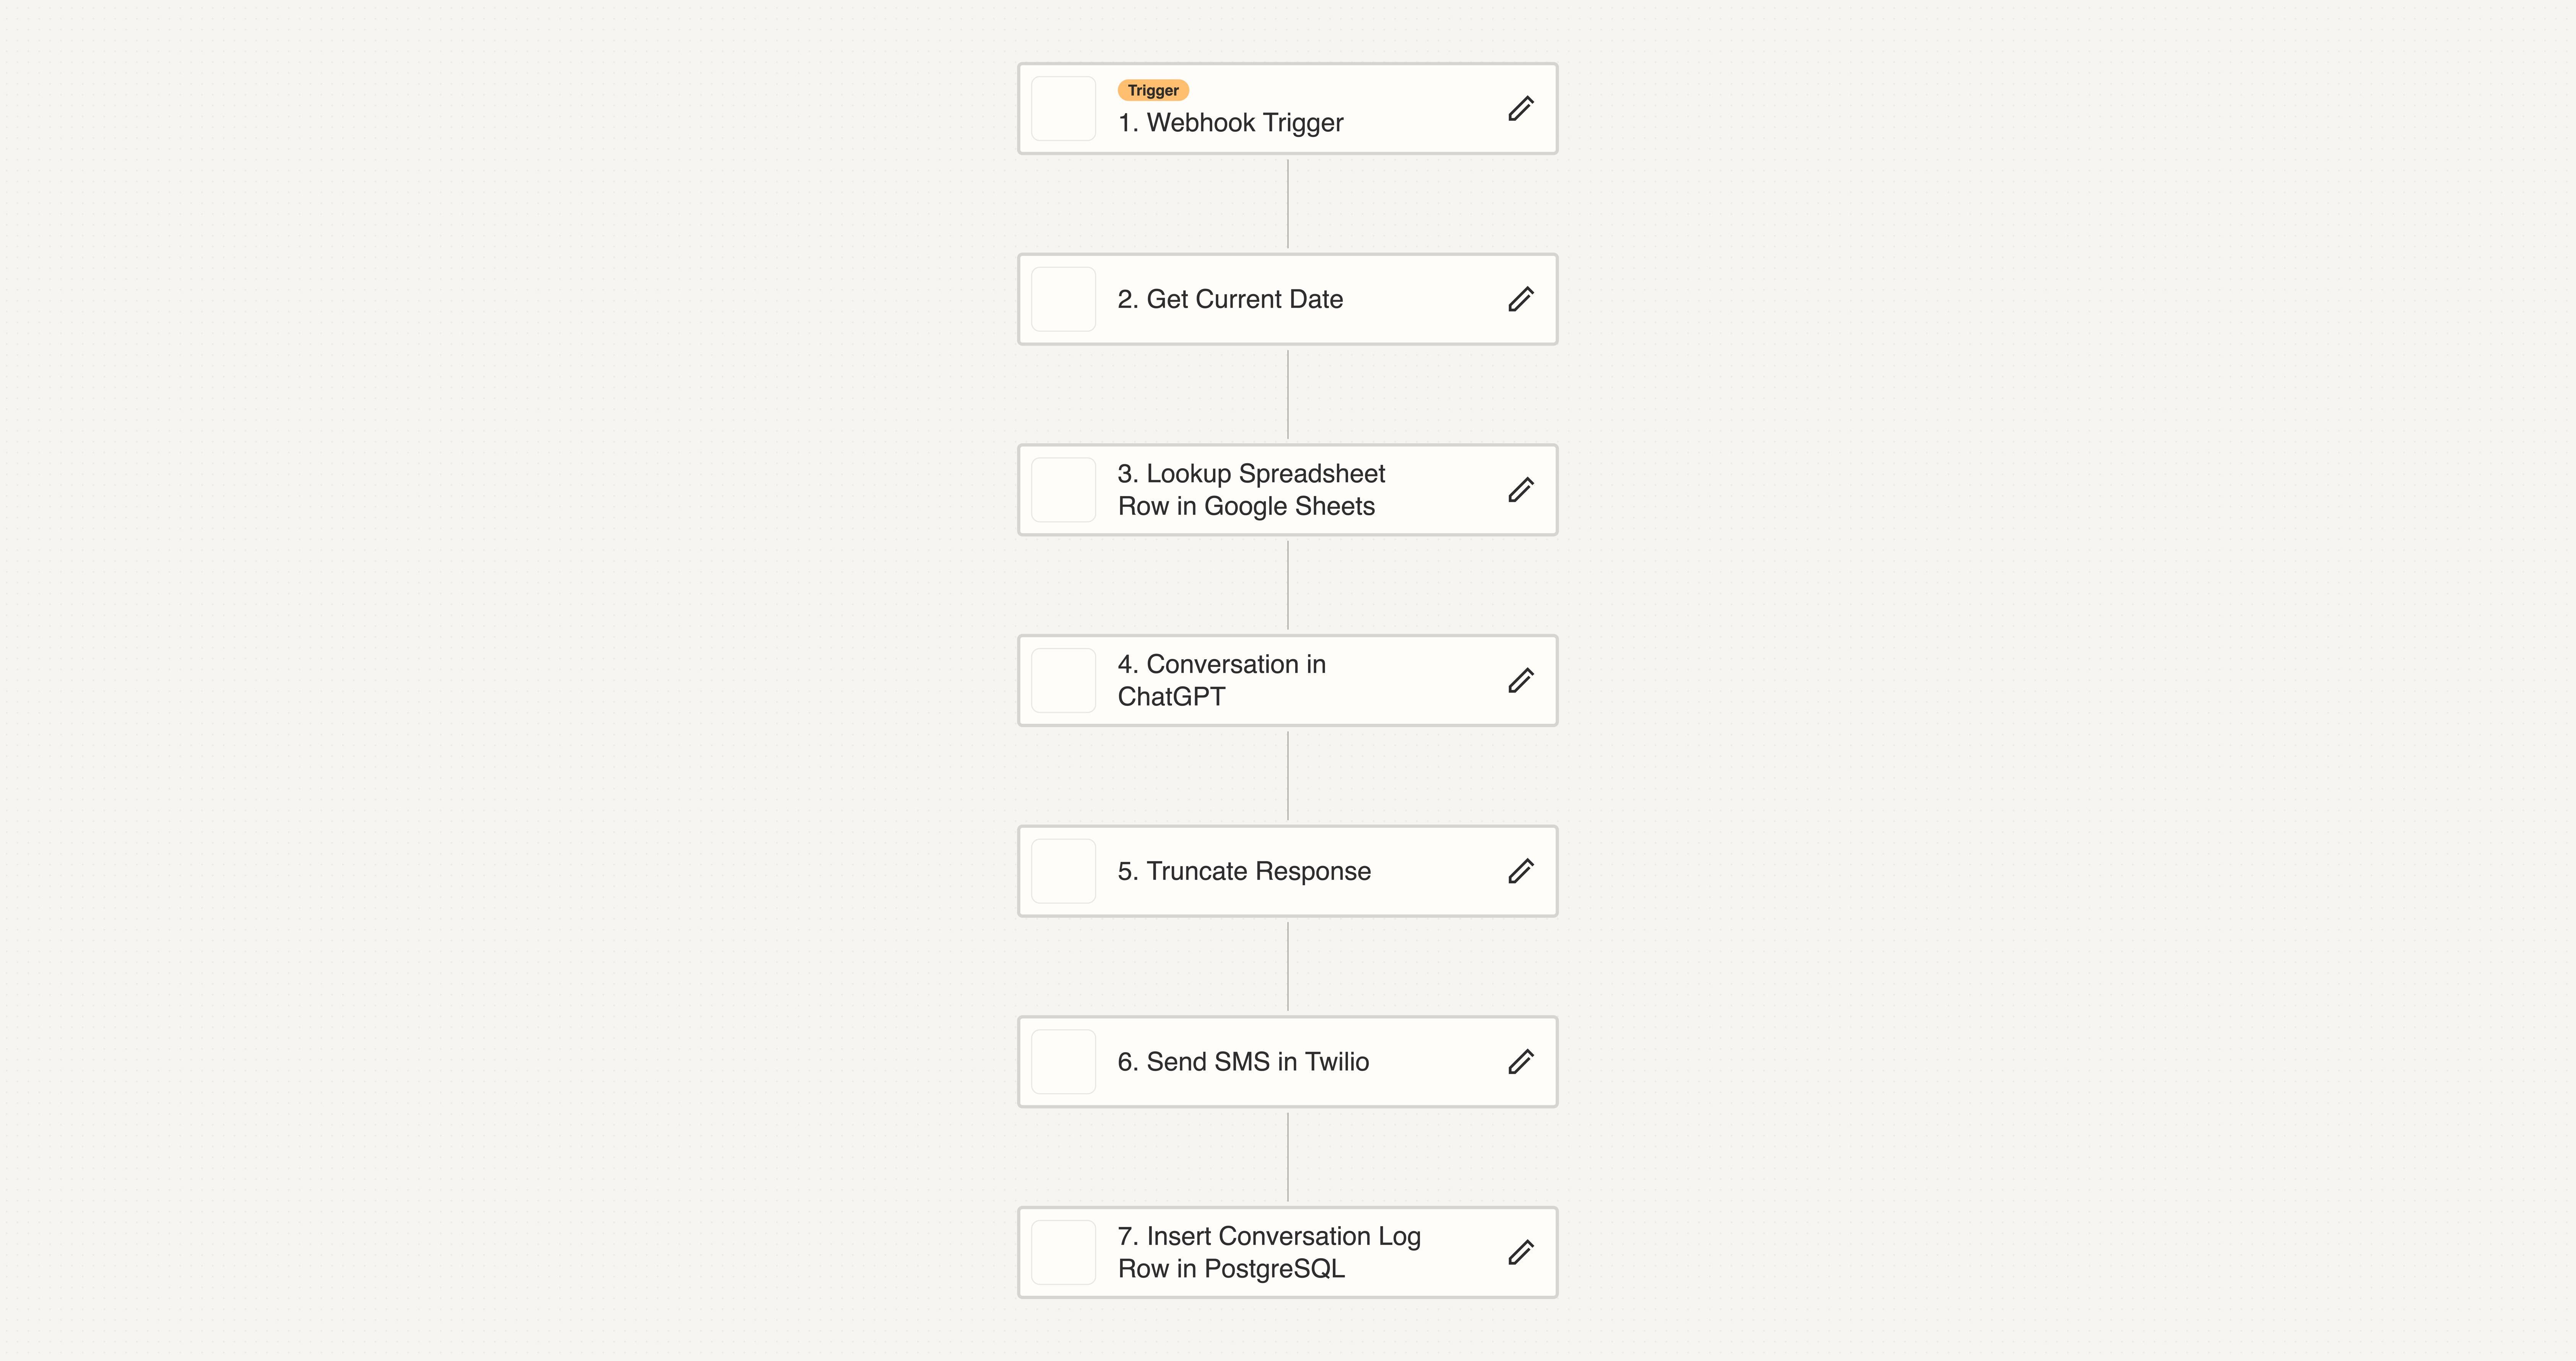 Trigger
1. Webhook Trigger
2. Get Current Date
3. Lookup Spreadsheet
Row in Google Sheets
4. Conversation in
ChatGPT
5. Truncate Response
6. Send SMS in Twilio
7. Insert Conversation Log
Row in PostgreSQL